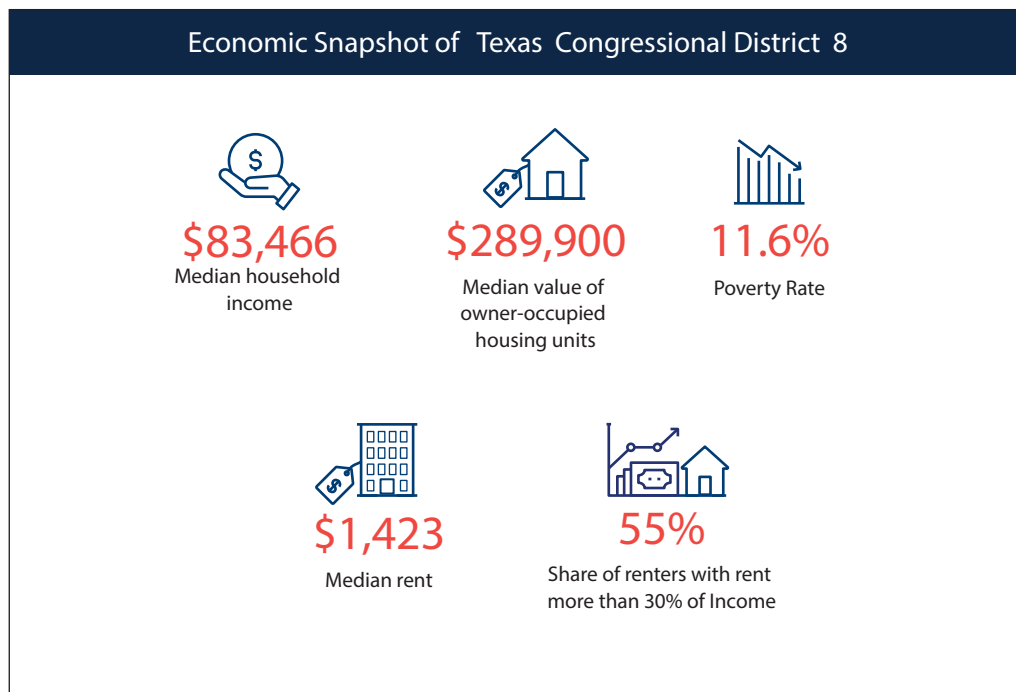 Economic Snapshot of Texas Congressional District 8
$
$
$83,466
$289,900
11.6%
Median household
income
Median value of
owner-occupied
housing units
Poverty Rate
$
$1,423
55%
Median rent
Share of renters with rent
more than 30% of Income